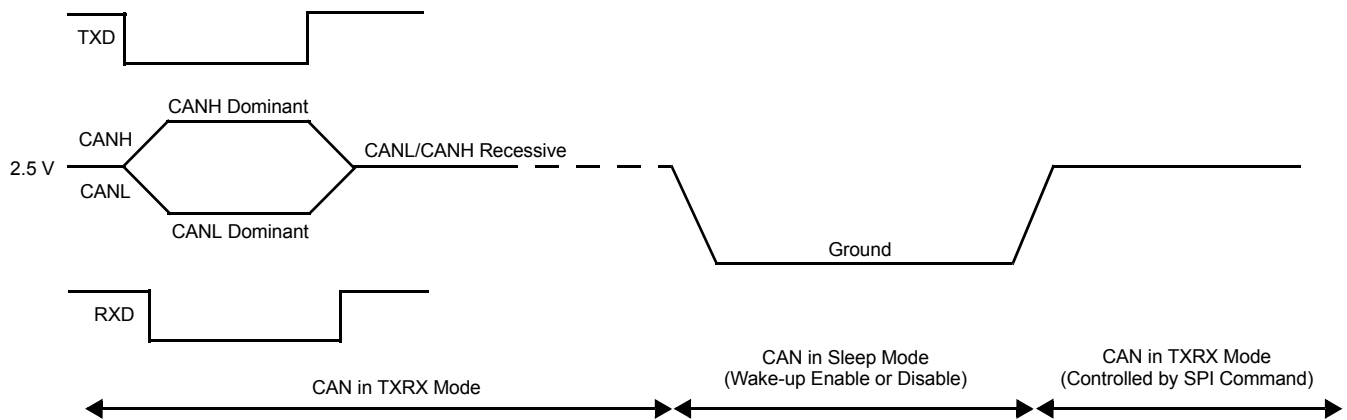 TXD
CANH Dominant
CANH
CANL/CANH Recessive
2.5 V
CANL
CANL Dominant
Ground
RXD
CAN in TXRX Mode
CAN in Sleep Mode
(Wake-up Enable or Disable)
CAN in TXRX Mode
(Controlled by SPI Command)